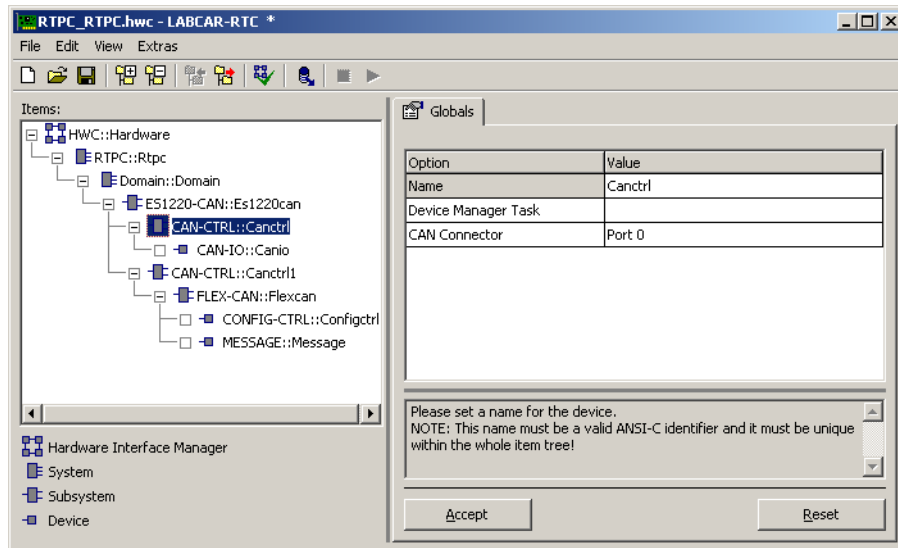 RTPC_RTPC.hwc - LABCAR-RTC *
File Edit View Extras
Items:
HWC::Hardware
RTPC::Rtpc
Domain::Domain
ES1220-CAN::Es1220can
CAN-CTRL::Canctrl
CAN-IO::Canio
CAN-CTRL::Canctrl1
FLEX-CAN::Flexcan
CONFIG-CTRL::Configctrl
MESSAGE::Message
Hardware Interface Manager
System
Subsystem
Device
Globals
Option Value
Name Canctrl
Device Manager Task
CAN Connector Port 0
Please set a name for the device.
NOTE: This name must be a valid ANSI-C identifier and it must be unique
within the whole item tree!
Accept Reset